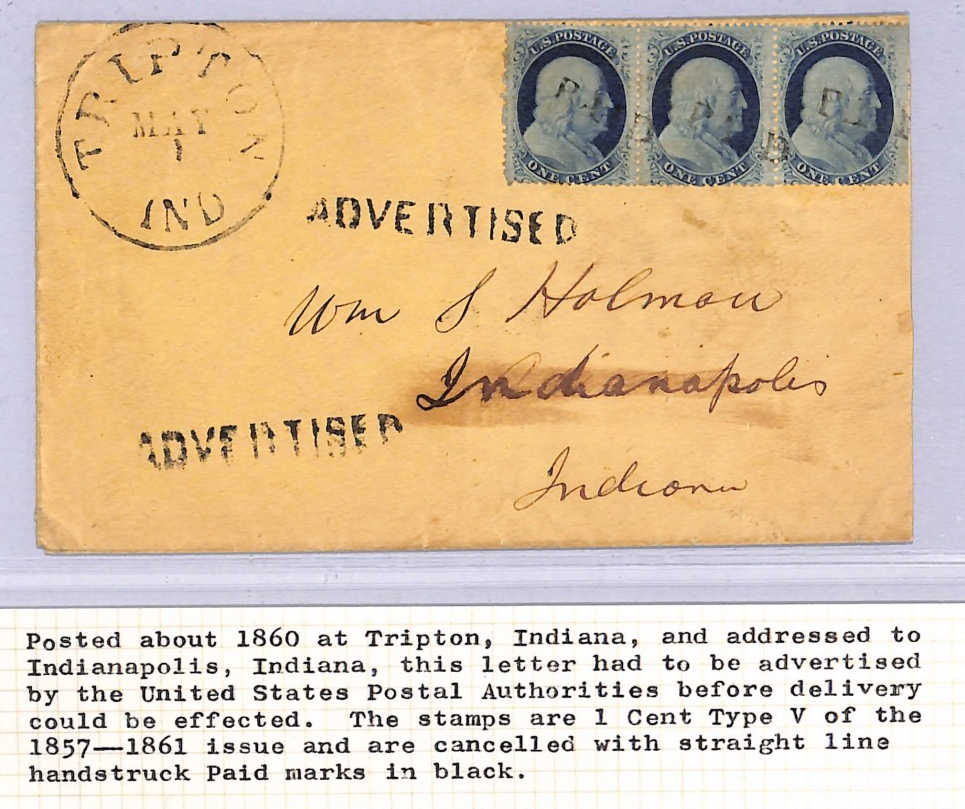 TRIPTON
MAY
1
IND
U.S. POSTAGE U.S. POSTAGE U.S. POSTAGE
PAID PAID PAID
ONE CENT ONE CENT ONE CENT
ADVERTISED
Wm S Holman
Indianapolis
ADVERTISED
Indiana
Posted about 1860 at Tripton, Indiana, and addressed to
Indianapolis, Indiana, this letter had to be advertised
by the United States Postal Authorities before delivery
could be effected. The stamps are 1 Cent Type V of the
1857—1861 issue and are cancelled with straight line
handstruck Paid marks in black.